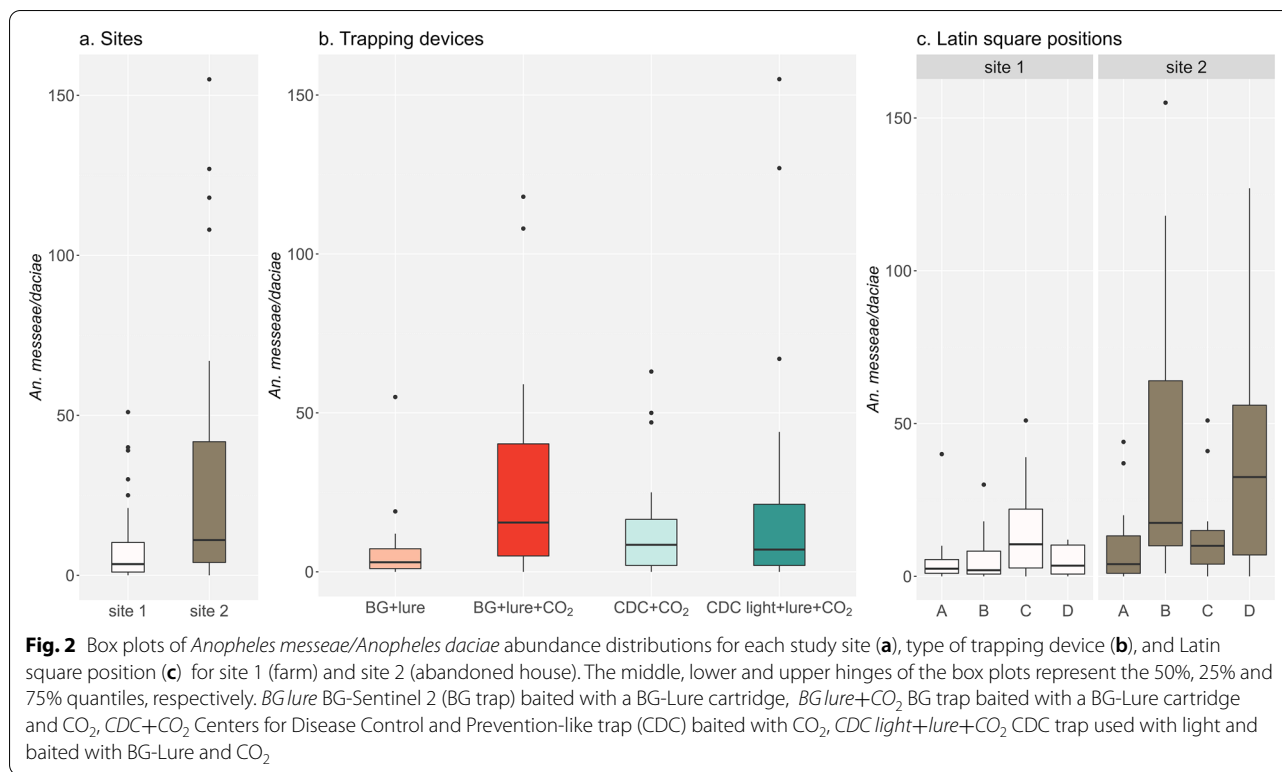 a. Sites
An. messeae/daciae
150
100
50
0
site 1 site 2
b. Trapping devices
An. messeae/daciae
150
100
50
0
BG+lure BG+lure+CO₂ CDC+CO₂ CDC light+lure+CO₂
c. Latin square positions
site 1 site 2
An. messeae/daciae
150
100
50
0
A B C D A B C D
Fig. 2 Box plots of Anopheles messeae/Anopheles daciae abundance distributions for each study site (a), type of trapping device (b), and Latin
square position (c) for site 1 (farm) and site 2 (abandoned house). The middle, lower and upper hinges of the box plots represent the 50%, 25% and
75% quantiles, respectively. BG lure BG-Sentinel 2 (BG trap) baited with a BG-Lure cartridge, BG lure+CO₂ BG trap baited with a BG-Lure cartridge
and CO₂, CDC+CO₂ Centers for Disease Control and Prevention-like trap (CDC) baited with CO₂, CDC light+lure+CO₂ CDC trap used with light and
baited with BG-Lure and CO₂